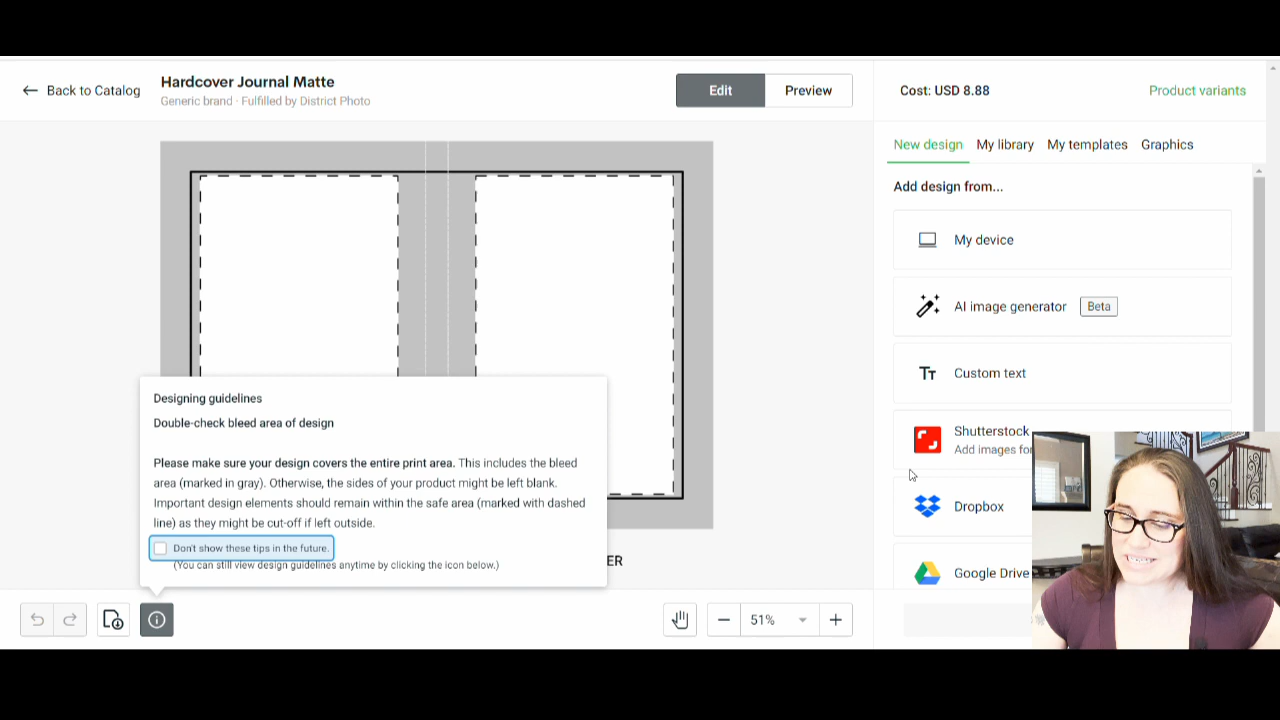 Back to Catalog
Hardcover Journal Matte
Generic brand · Fulfilled by District Photo
Edit
Preview
Cost: USD 8.88
Product variants
New design
My library
My templates
Graphics
Add design from...
My device
AI image generator
Beta
Custom text
Shutterstock
Add images
Dropbox
Google Drive
Designing guidelines
Double-check bleed area of design
Please make sure your design covers the entire print area. This includes the bleed
area (marked in gray). Otherwise, the sides of your product might be left blank.
Important design elements should remain within the safe area (marked with dashed
line) as they might be cut-off if left outside.
Don't show these tips in the future.
(You can still view design guidelines anytime by clicking the icon below.)
ER
51%